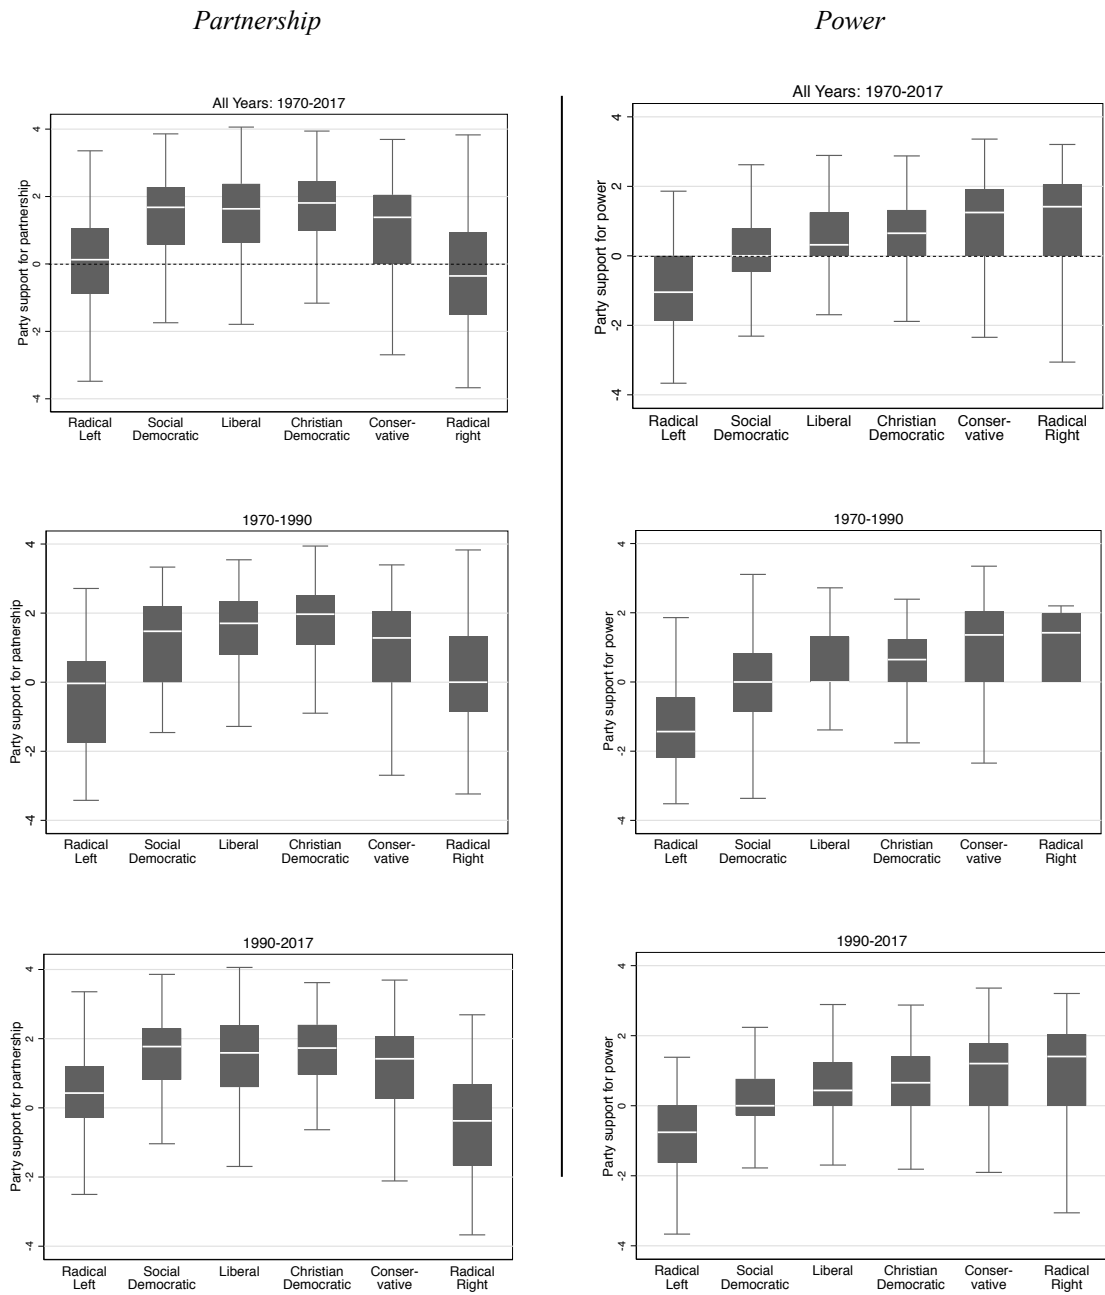 Partnership
All Years: 1970-2017
Party support for partnership
4
2
0
-2
-4
Radical Left
Social Democratic
Liberal
Christian Democratic
Conser-vative
Radical right
1970-1990
Party support for patnership
4
2
0
-2
-4
Radical Left
Social Democratic
Liberal
Christian Democratic
Conser-vative
Radical Right
1990-2017
Party support for partnership
4
2
0
-2
-4
Radical Left
Social Democratic
Liberal
Christian Democratic
Conser-vative
Radical Right
Power
All Years: 1970-2017
Party support for power
4
2
0
-2
-4
Radical Left
Social Democratic
Liberal
Christian Democratic
Conser-vative
Radical Right
1970-1990
Party support for power
4
2
0
-2
-4
Radical Left
Social Democratic
Liberal
Christian Democratic
Conser-vative
Radical Right
1990-2017
Party support for power
4
2
0
-2
-4
Radical Left
Social Democratic
Liberal
Christian Democratic
Conser-vative
Radical Right